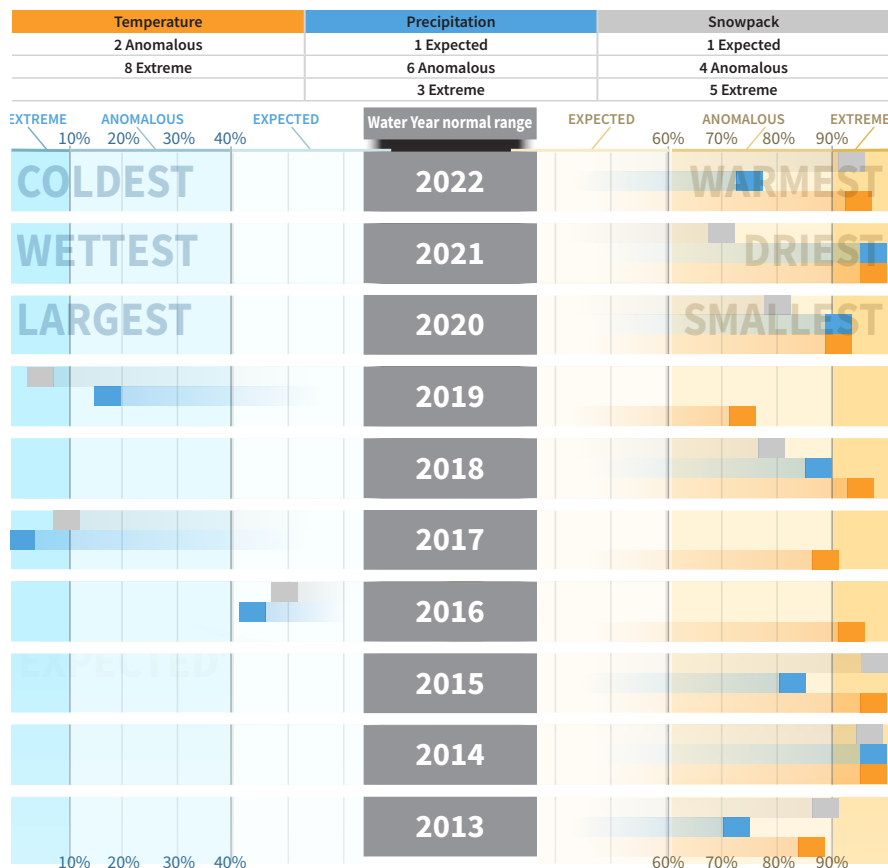 Temperature Precipitation Snowpack
2 Anomalous 1 Expected 1 Expected
8 Extreme 6 Anomalous 4 Anomalous
3 Extreme 5 Extreme
EXTREME ANOMALOUS EXPECTED Water Year normal range EXPECTED ANOMALOUS EXTREME
10% 20% 30% 40% 60% 70% 80% 90%
COLDEST 2022 WARMEST
WETTEST 2021 DRIEST
LARGEST 2020 SMALLEST
2019
2018
2017
2016
EXPECTED
2015
2014
2013
10% 20% 30% 40% 60% 70% 80% 90%